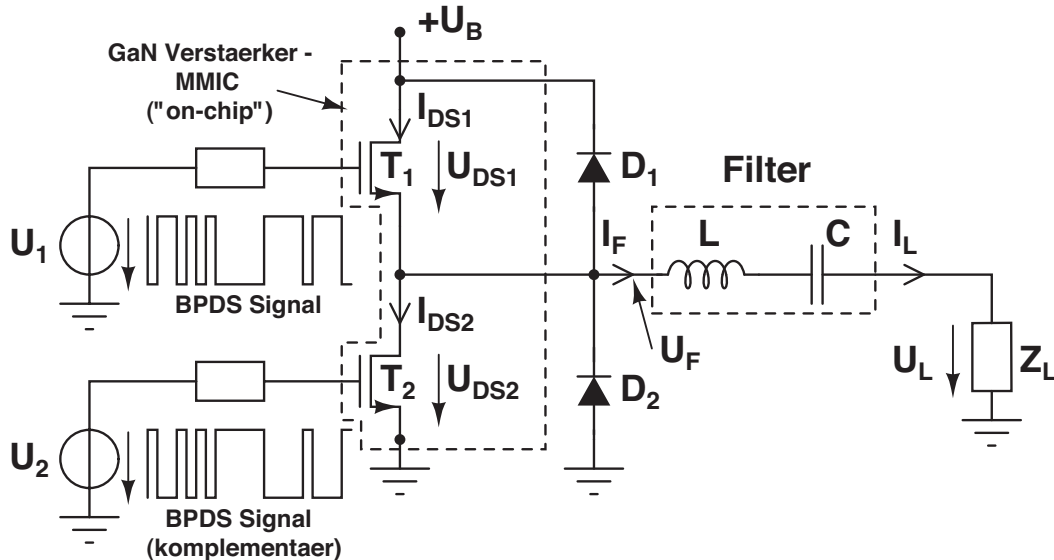 +U_B
GaN Verstaerker -
MMIC
("on-chip")
I_DS1
T_1
U_DS1
D_1
Filter
U_1
I_F
L
C
I_L
BPDS Signal
I_DS2
U_F
T_2
U_DS2
D_2
U_L
Z_L
U_2
BPDS Signal
(komplementaer)